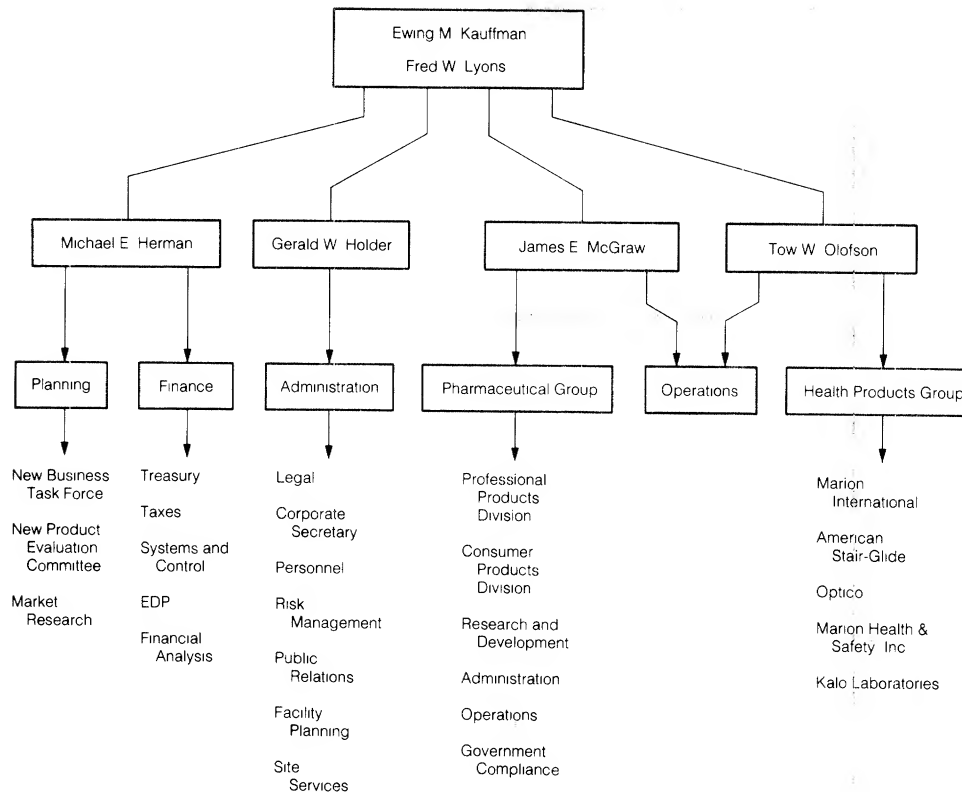 Ewing M Kauffman
Fred W Lyons
Michael E Herman
Gerald W Holder
James E McGraw
Tow W Olofson
Planning
Finance
Administration
Pharmaceutical Group
Operations
Health Products Group
New Business
Task Force
New Product
Evaluation
Committee
Market
Research
Treasury
Taxes
Systems and
Control
EDP
Financial
Analysis
Legal
Corporate
Secretary
Personnel
Risk
Management
Public
Relations
Facility
Planning
Site
Services
Professional
Products
Division
Consumer
Products
Division
Research and
Development
Administration
Operations
Government
Compliance
Marion
International
American
Stair-Glide
Optico
Marion Health &
Safety Inc
Kalo Laboratories